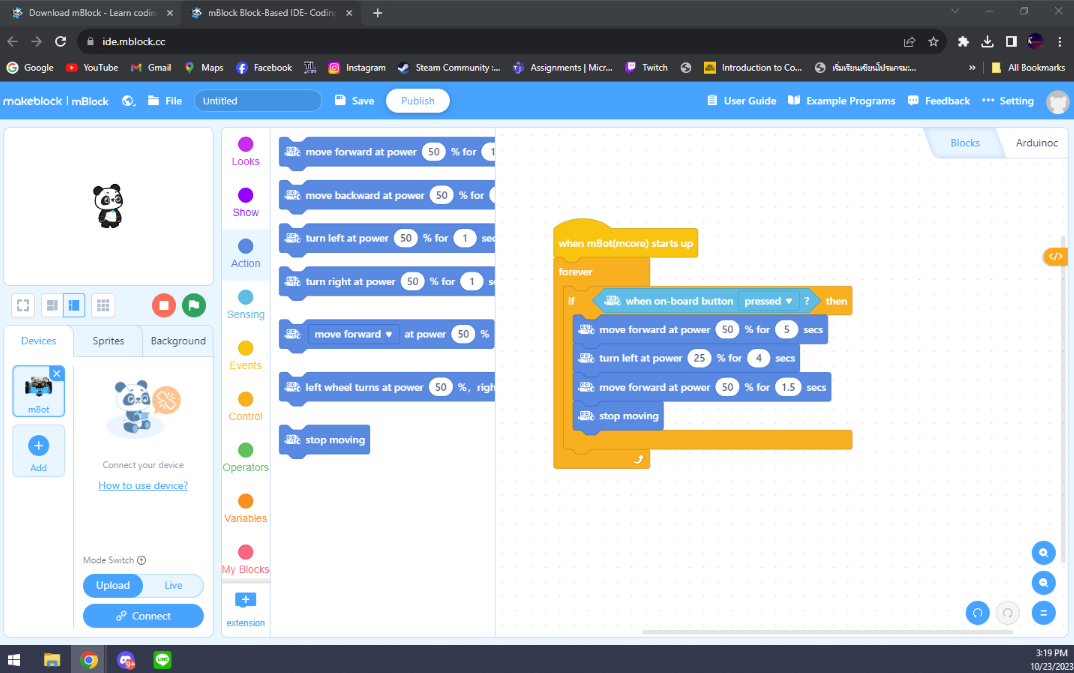 Download mBlock - Learn codin
mBlock Block-Based IDE- Coding
ide.mblock.cc
Google
YouTube
Gmail
Maps
Facebook
Instagram
Steam Community :...
Assignments | Micr...
Twitch
Introduction to Co...
เริ่มเรียนเขียนโปรแกรม:...
»
All Bookmarks
makeblock | mBlock
File
Untitled
Save
Publish
User Guide
Example Programs
Feedback
Setting
Blocks
Arduinoc
Looks
Show
Action
Sensing
Events
Control
Operators
Variables
My Blocks
extension
move forward at power 50 % for 1
move backward at power 50 % for
turn left at power 50 % for 1 sec
turn right at power 50 % for 1 s
move forward at power 50 %
left wheel turns at power 50 %, righ
stop moving
when mBot(mcore) starts up
forever
if when on-board button pressed ? then
move forward at power 50 % for 5 secs
turn left at power 25 % for 4 secs
move forward at power 50 % for 1.5 secs
stop moving
</>
Devices
Sprites
Background
mBot
Add
Connect your device
How to use device?
Mode Switch
Upload
Live
Connect
9+
LINE
3:19 PM
10/23/2023